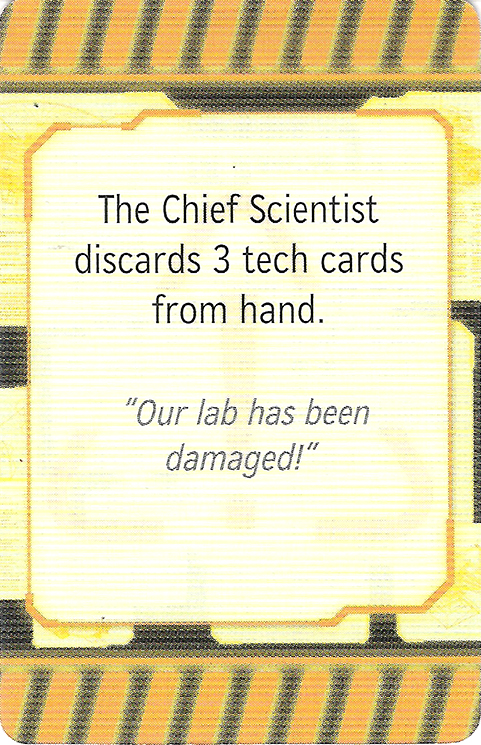 The Chief Scientist
discards 3 tech cards
from hand.
"Our lab has been
damaged!"